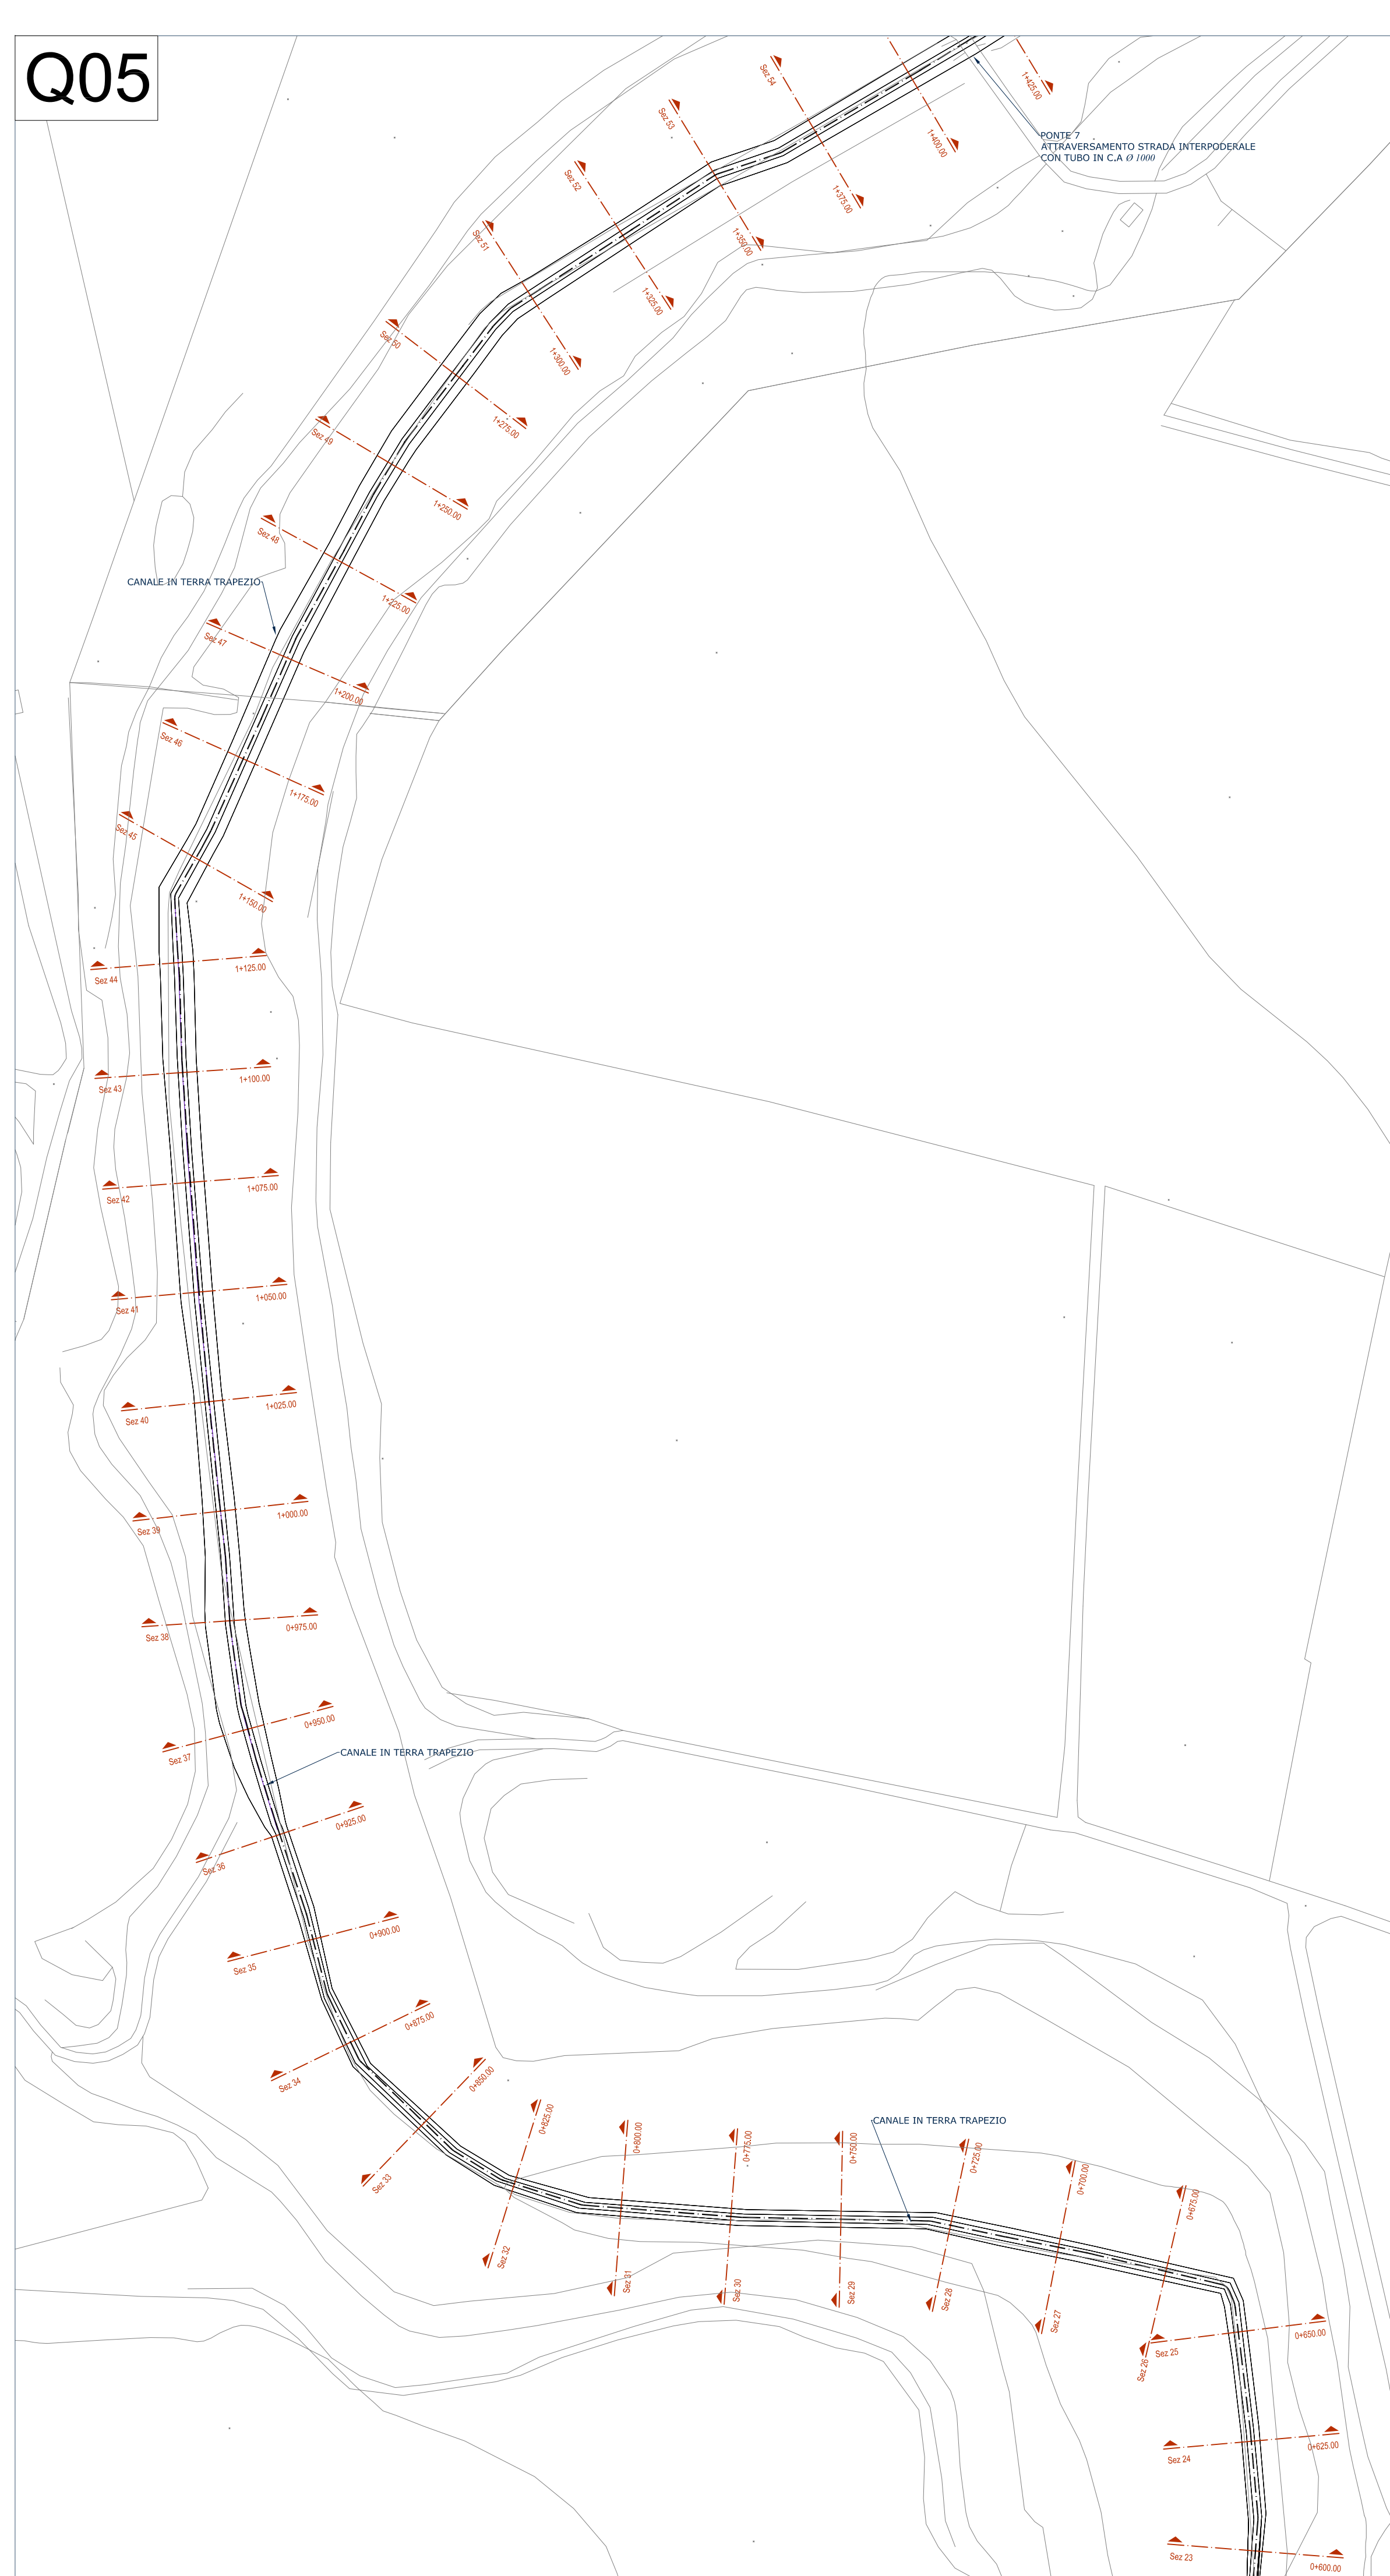 Q05
Sez 54
1+425.00
1+400.00
PONTE 7
ATTRAVERSAMENTO STRADA INTERPODERALE
CON TUBO IN C.A Ø 1000
1+375.00
Sez 53
1+350.00
Sez 52
1+325.00
Sez 51
1+300.00
Sez 50
1+275.00
Sez 49
1+250.00
Sez 48
1+225.00
CANALE IN TERRA TRAPEZIO
Sez 47
1+200.00
Sez 46
1+175.00
Sez 45
1+150.00
Sez 44
1+125.00
Sez 43
1+100.00
Sez 42
1+075.00
Sez 41
1+050.00
Sez 40
1+025.00
Sez 39
1+000.00
Sez 38
0+975.00
Sez 37
0+950.00
CANALE IN TERRA TRAPEZIO
Sez 36
0+925.00
Sez 35
0+900.00
Sez 34
0+875.00
Sez 33
0+850.00
Sez 32
0+825.00
Sez 31
0+800.00
Sez 30
0+775.00
Sez 29
0+750.00
CANALE IN TERRA TRAPEZIO
Sez 28
0+725.00
Sez 27
0+700.00
Sez 26
0+675.00
Sez 25
0+650.00
Sez 24
0+625.00
Sez 23
0+600.00